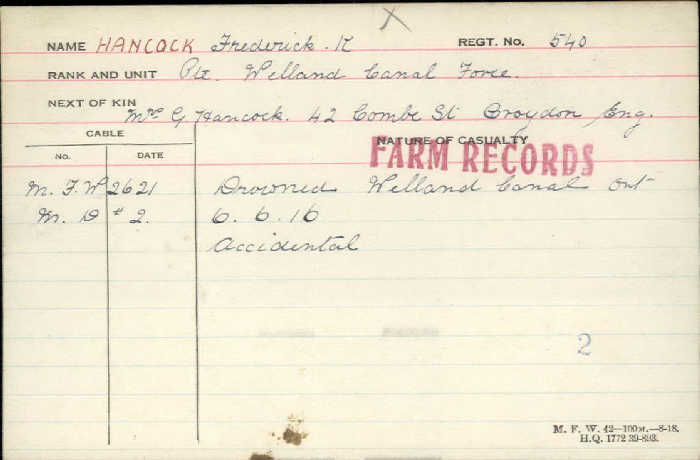 X
NAME HANCOCK Frederick. K REGT. NO. 540
RANK AND UNIT Pte. Welland Canal Force.
NEXT OF KIN Mrs G Hancock. 42 Combe St Croydon, Eng.
CABLE NATURE OF CASUALTY
NO. DATE FARM RECORDS
M. F. W 2621 Drowned Welland Canal Ont
M. D # 2. 6. 6. 16
Accidental
2
M. F. W. 42—100M.—8-18.
H.Q. 1772 39-893.